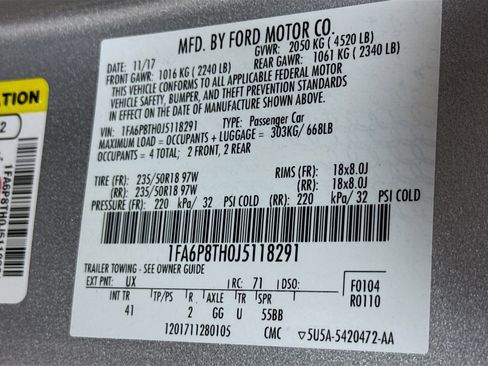 MFD. BY FORD MOTOR CO.
DATE: 11/17 GVWR: 2050 KG (4520 LB)
FRONT GAWR: 1016 KG (2240 LB) REAR GAWR: 1061 KG (2340 LB)
THIS VEHICLE CONFORMS TO ALL APPLICABLE FEDERAL MOTOR
VEHICLE SAFETY, BUMPER, AND THEFT PREVENTION STANDARDS
IN EFFECT ON THE DATE OF MANUFACTURE SHOWN ABOVE.
VIN: 1FA6P8TH0J5118291 TYPE: Passenger Car
MAXIMUM LOAD = OCCUPANTS + LUGGAGE = 303KG/ 668LB
OCCUPANTS = 4 TOTAL; 2 FRONT, 2 REAR
TIRE (FR): 235/50R18 97W RIMS (FR): 18x8.0J
(RR): 235/50R18 97W (RR): 18x8.0J
PRESSURE (FR): 220 kPa/ 32 PSI COLD (RR): 220 kPa/ 32 PSI COLD
1FA6P8TH0J5118291
TRAILER TOWING - SEE OWNER GUIDE
EXT PNT: UX RC: 71 DSO: F0104
R0110
INT TR TP/PS R AXLE TR SPR
41 2 GG U 55BB
1201711280105 CMC ▽5U5A-5420472-AA
ATION
2